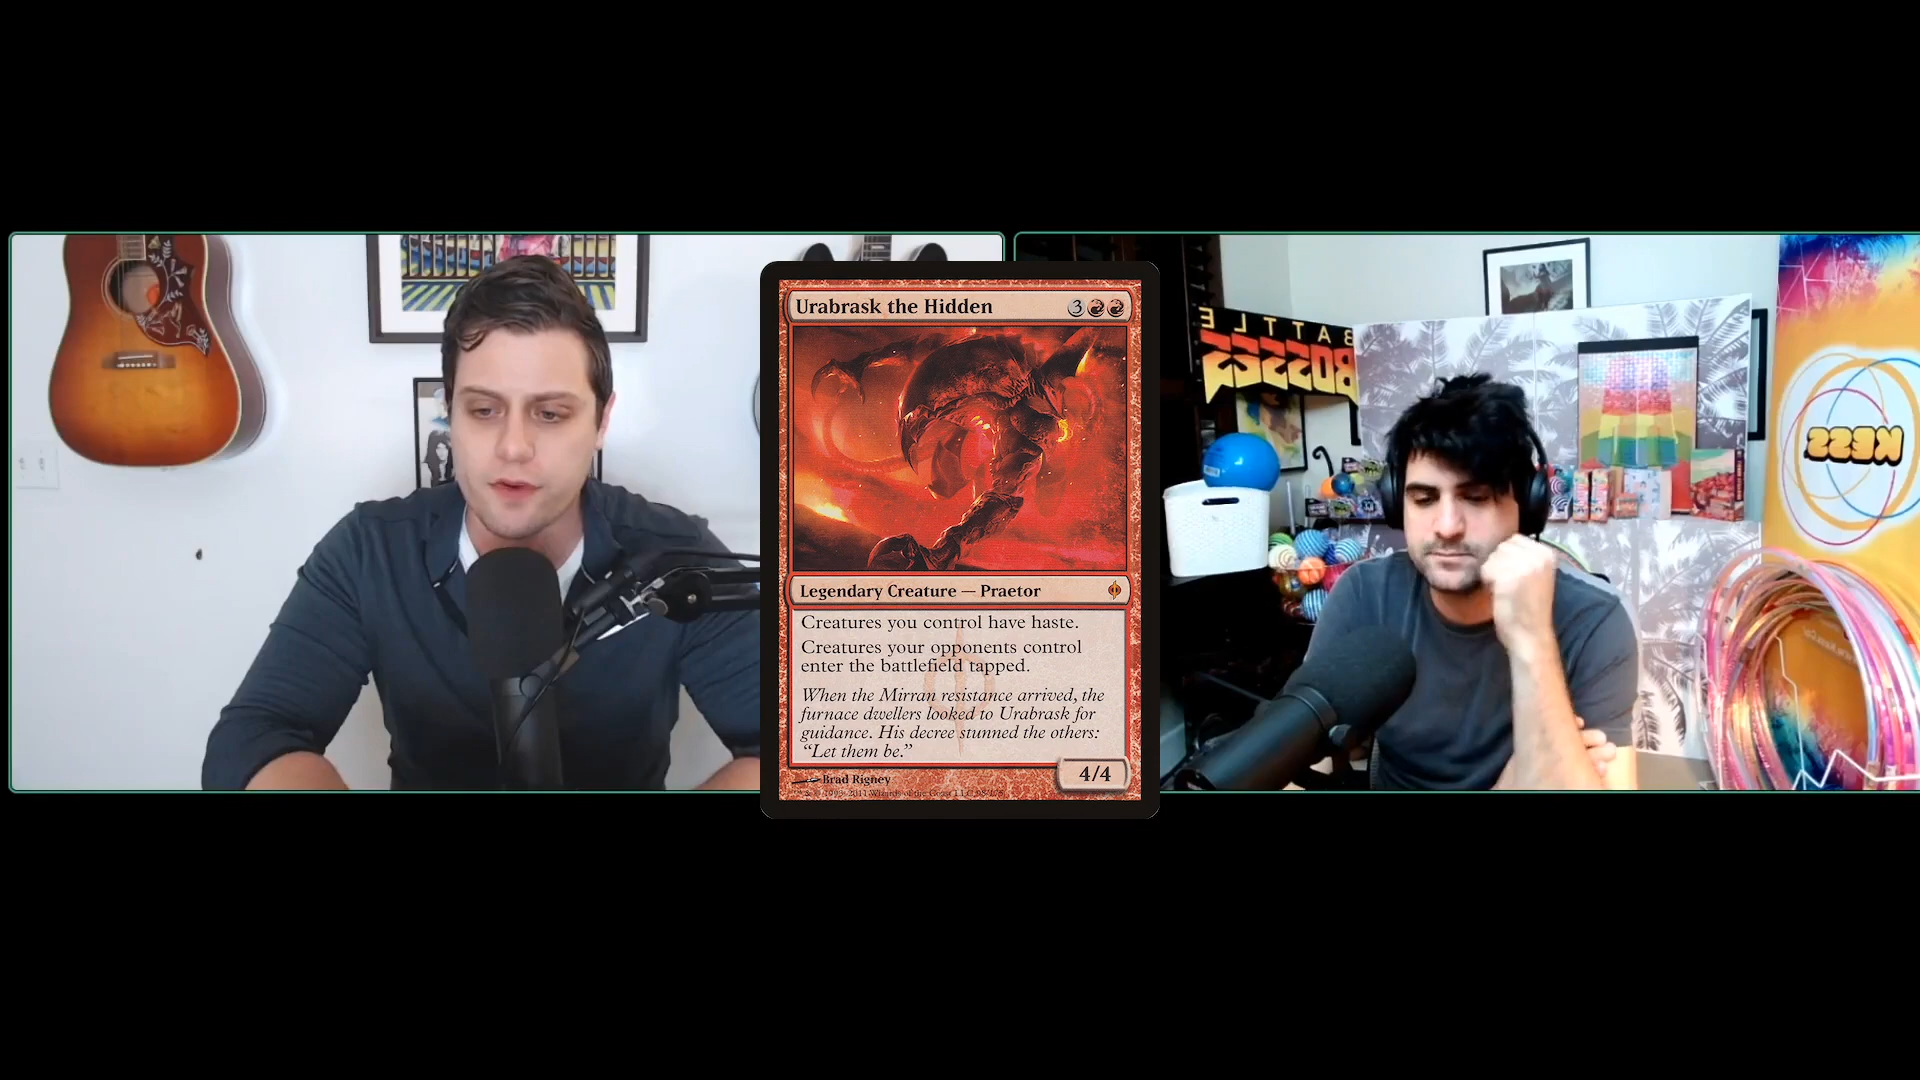 Urabrask the Hidden 3
Legendary Creature — Praetor
Creatures you control have haste.
Creatures your opponents control
enter the battlefield tapped.
When the Mirran resistance arrived, the
furnace dwellers looked to Urabrask for
guidance. His decree stunned the others:
“Let them be.”
4/4
Brad Rigney
BATTLE
BOSSES
KESS